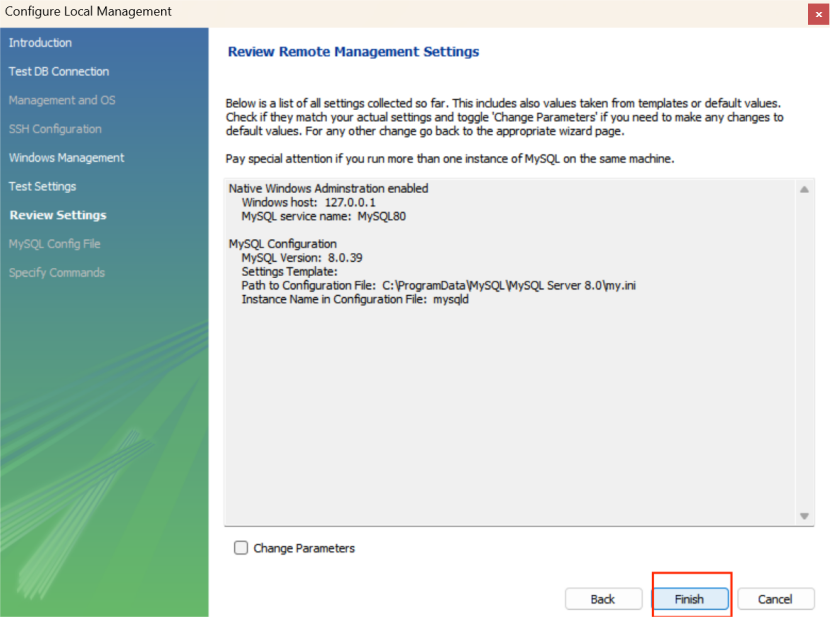 Configure Local Management
Introduction
Test DB Connection
Management and OS
SSH Configuration
Windows Management
Test Settings
Review Settings
MySQL Config File
Specify Commands
Review Remote Management Settings
Below is a list of all settings collected so far. This includes also values taken from templates or default values.
Check if they match your actual settings and toggle 'Change Parameters' if you need to make any changes to
default values. For any other change go back to the appropriate wizard page.
Pay special attention if you run more than one instance of MySQL on the same machine.
Native Windows Adminstration enabled
Windows host: 127.0.0.1
MySQL service name: MySQL80
MySQL Configuration
MySQL Version: 8.0.39
Settings Template:
Path to Configuration File: C:\ProgramData\MySQL\MySQL Server 8.0\my.ini
Instance Name in Configuration File: mysqld
Change Parameters
Back
Finish
Cancel